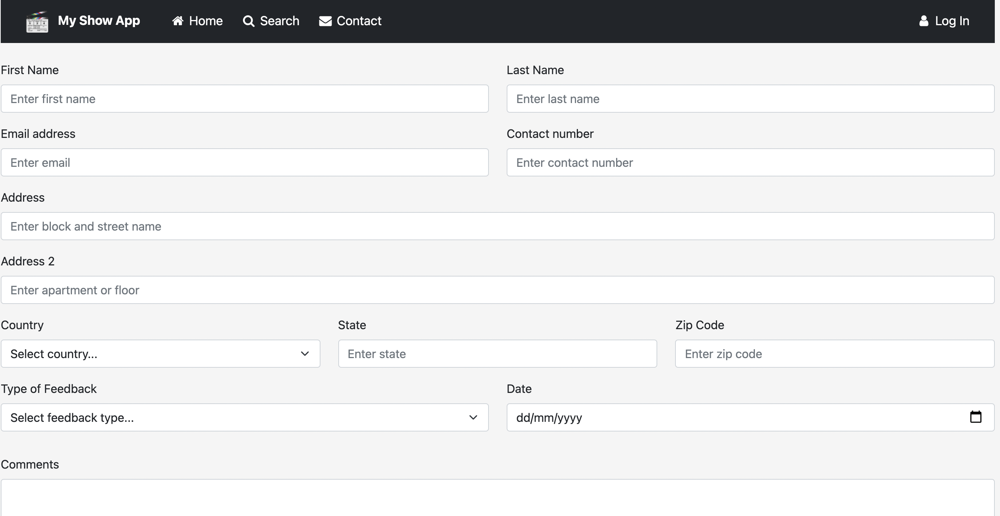 My Show App Home Search Contact Log In
First Name Last Name
Enter first name Enter last name
Email address Contact number
Enter email Enter contact number
Address
Enter block and street name
Address 2
Enter apartment or floor
Country State Zip Code
Select country... Enter state Enter zip code
Type of Feedback Date
Select feedback type... dd/mm/yyyy
Comments